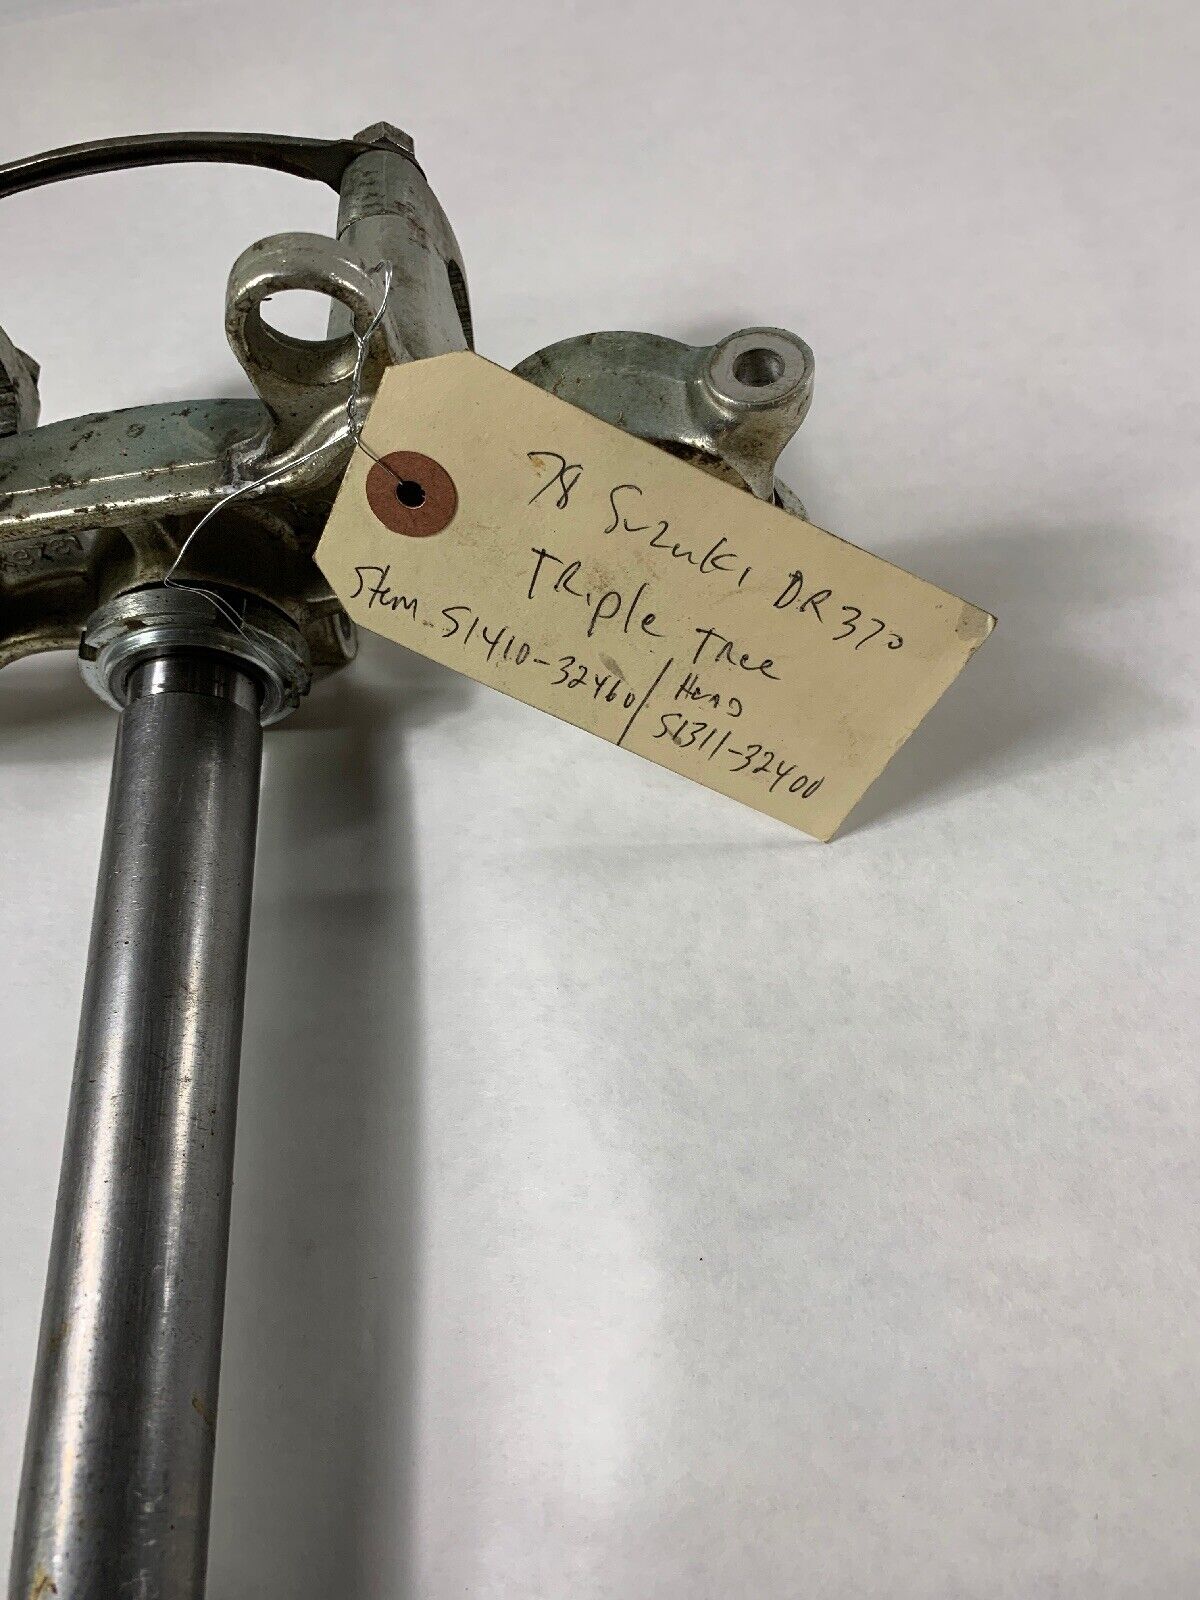 78 Suzuki DR370
TRiple TRee
Stem - 51410-32460 / HEAD
51311-32400